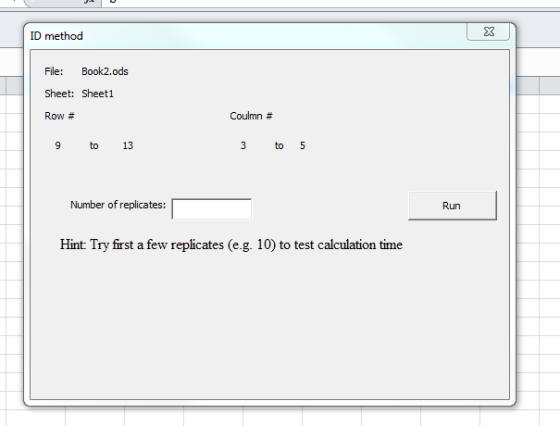 ID method
File: Book2.ods
Sheet: Sheet1
Row # Coulmn #
9 to 13 3 to 5
Number of replicates: Run
Hint: Try first a few replicates (e.g. 10) to test calculation time